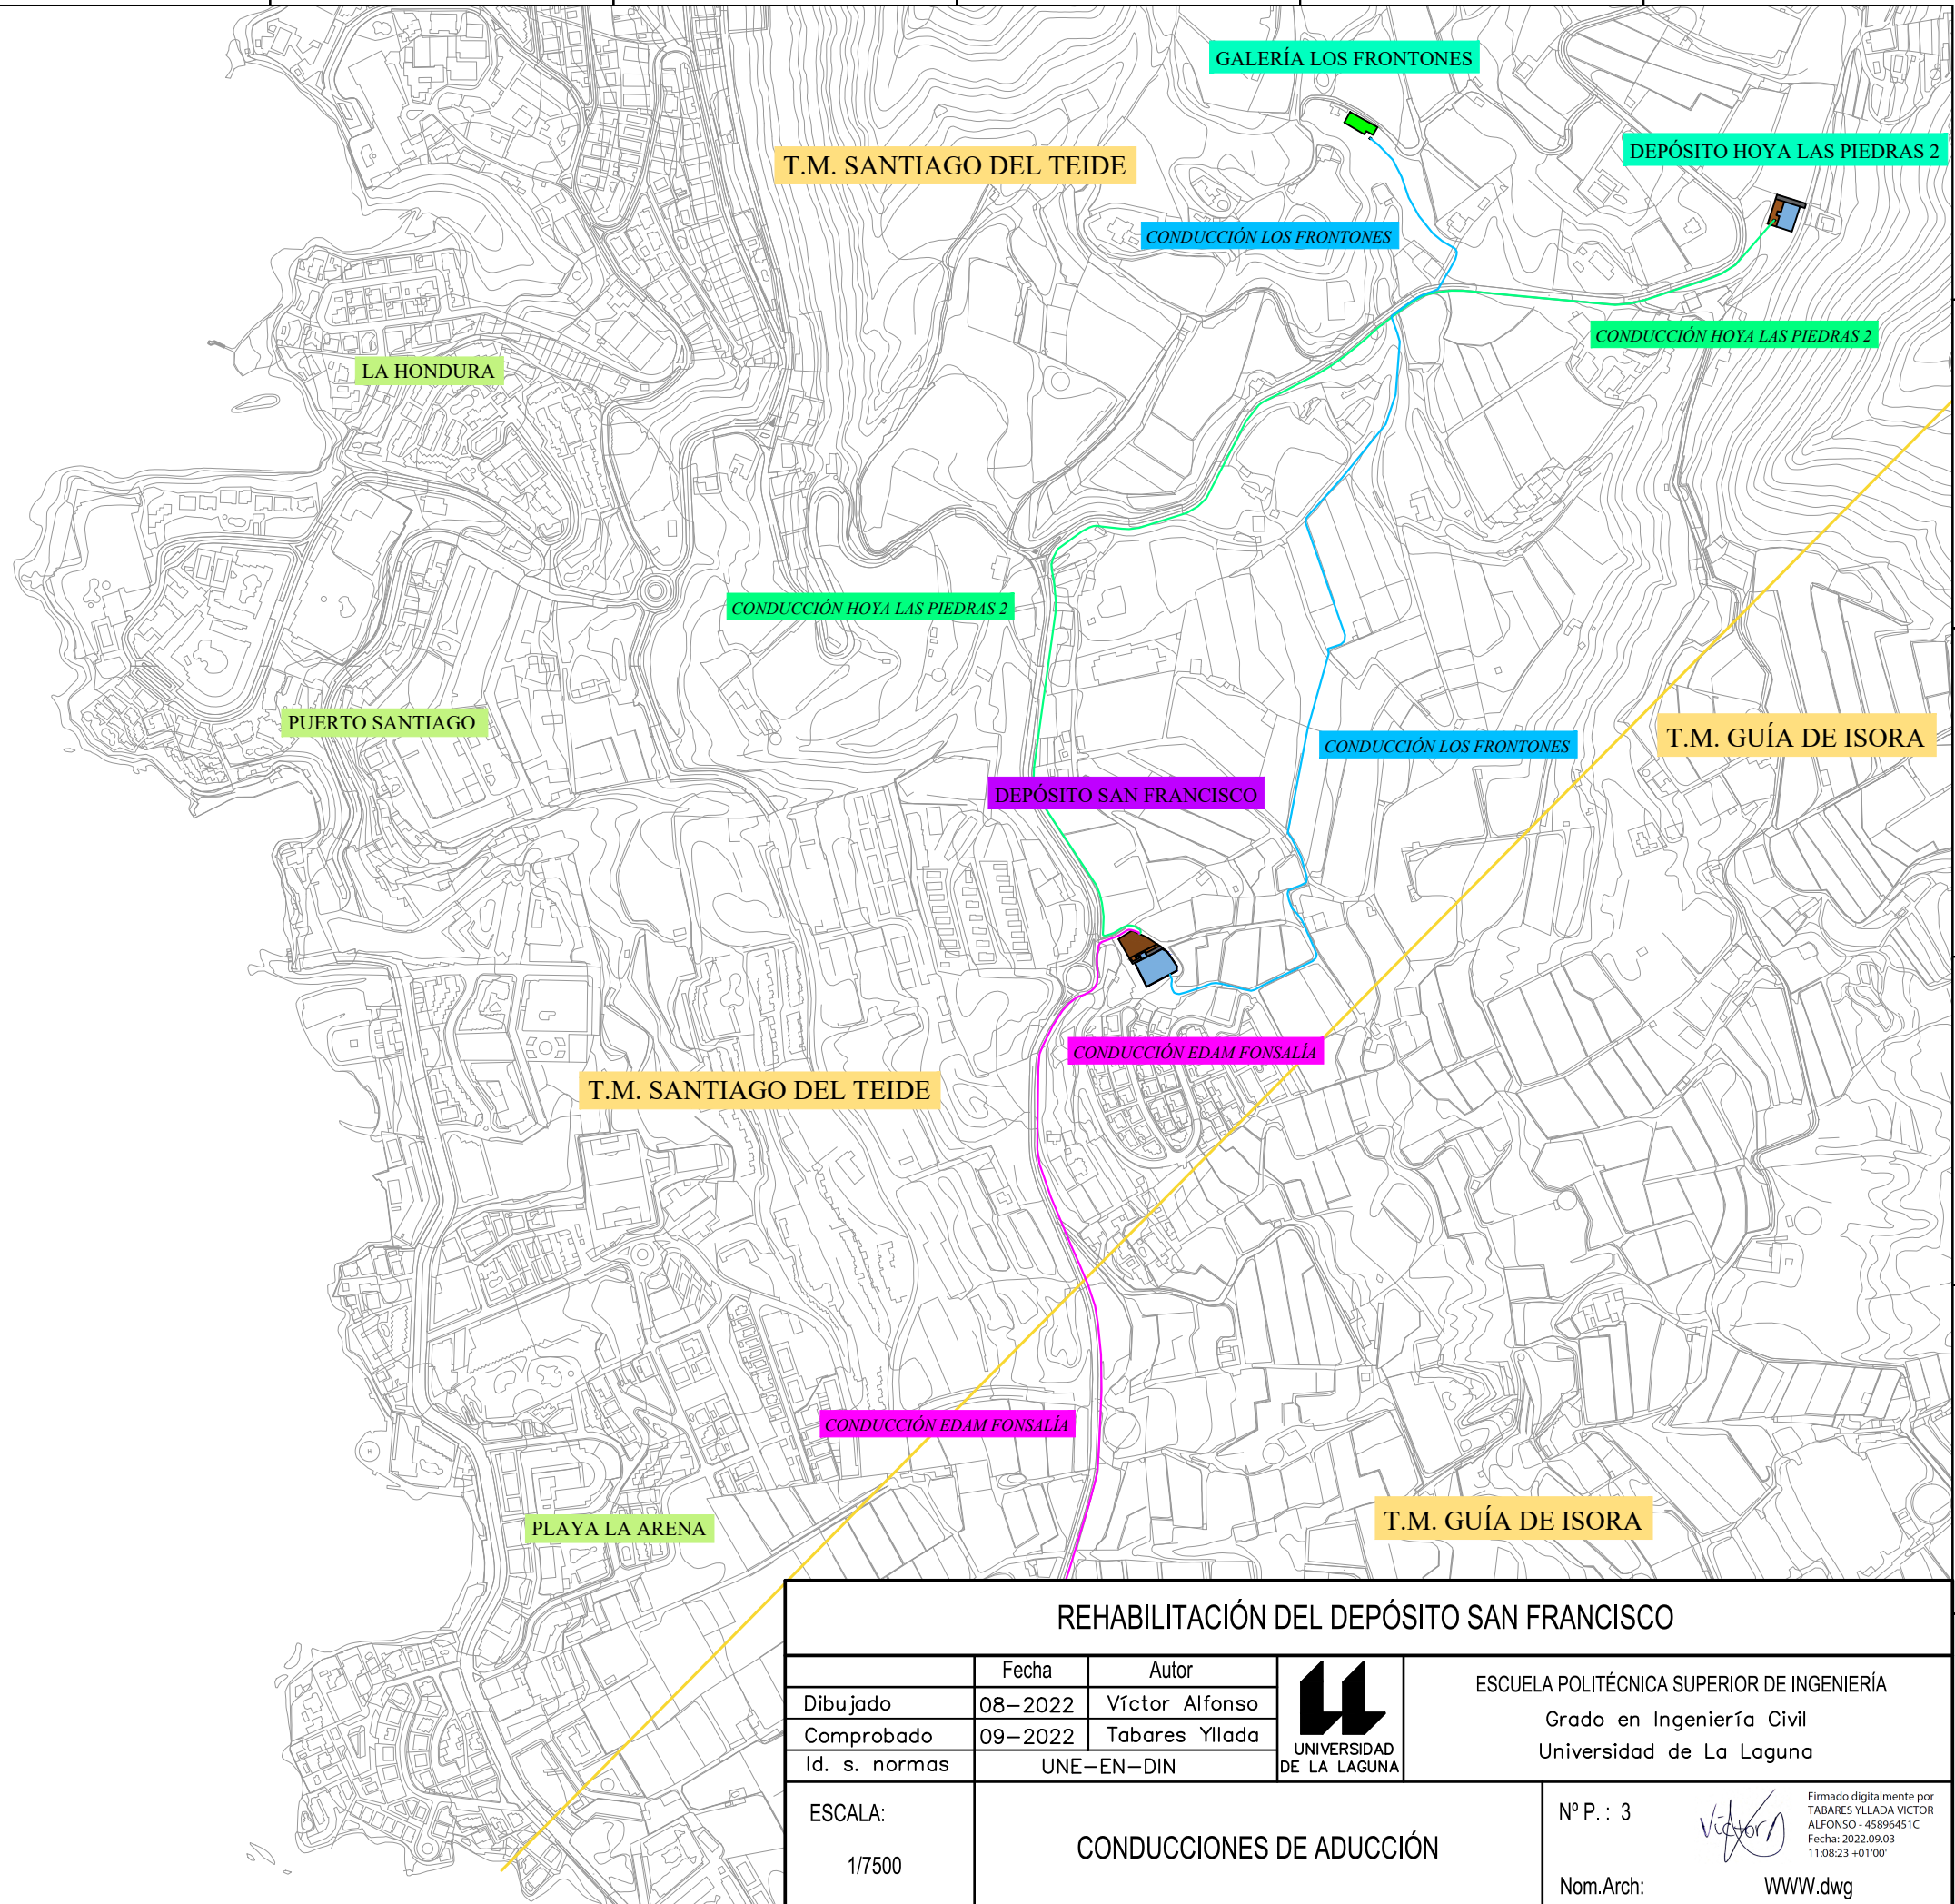 GALERÍA LOS FRONTONES
DEPÓSITO HOYA LAS PIEDRAS 2
T.M. SANTIAGO DEL TEIDE
CONDUCCIÓN LOS FRONTONES
CONDUCCIÓN HOYA LAS PIEDRAS 2
LA HONDURA
CONDUCCIÓN HOYA LAS PIEDRAS 2
PUERTO SANTIAGO
T.M. GUÍA DE ISORA
CONDUCCIÓN LOS FRONTONES
DEPÓSITO SAN FRANCISCO
CONDUCCIÓN EDAM FONSALÍA
T.M. SANTIAGO DEL TEIDE
CONDUCCIÓN EDAM FONSALÍA
H
PLAYA LA ARENA
T.M. GUÍA DE ISORA
REHABILITACIÓN DEL DEPÓSITO SAN FRANCISCO
Fecha Autor
Dibujado 08-2022 Víctor Alfonso
Comprobado 09-2022 Tabares Yllada
Id. s. normas UNE-EN-DIN
UNIVERSIDAD
DE LA LAGUNA
ESCUELA POLITÉCNICA SUPERIOR DE INGENIERÍA
Grado en Ingeniería Civil
Universidad de La Laguna
ESCALA:
1/7500
CONDUCCIONES DE ADUCCIÓN
Nº P. : 3
Victor
Firmado digitalmente por
TABARES YLLADA VICTOR
ALFONSO - 45896451C
Fecha: 2022.09.03
11:08:23 +01'00'
Nom.Arch: WWW.dwg